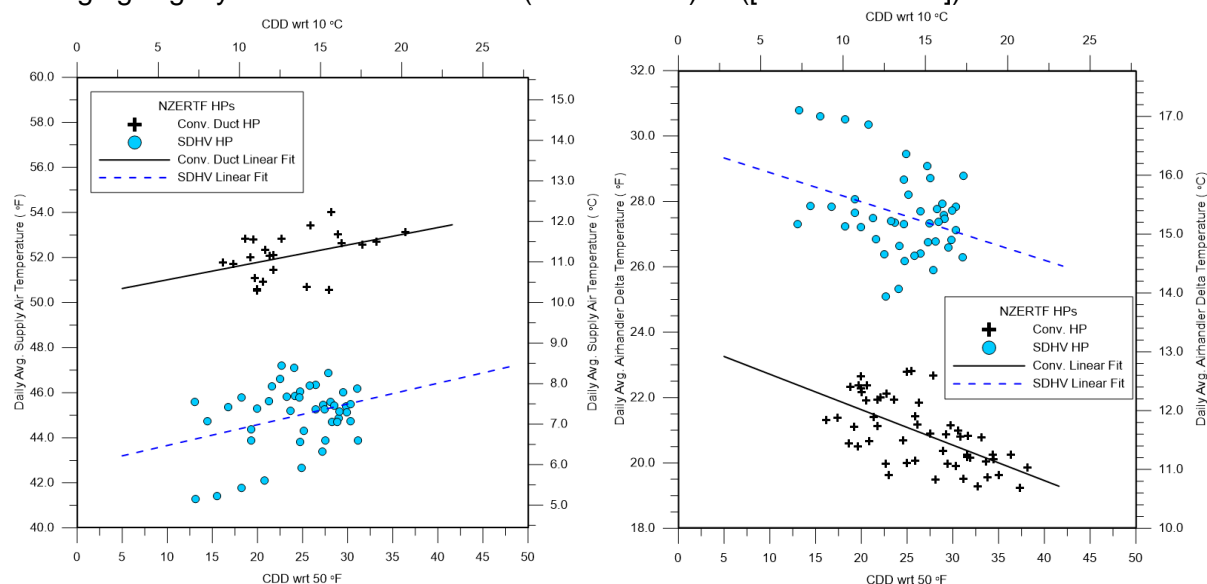 CDD wrt 10 °C
0 5 10 15 20 25
60.0
58.0
56.0
54.0
52.0
50.0
48.0
46.0
44.0
42.0
40.0
Daily Avg. Supply Air Temperature ( °F)
NZERTF HPs
Conv. Duct HP
SDHV HP
Conv. Duct Linear Fit
SDHV Linear Fit
15.0
14.0
13.0
12.0
11.0
10.0
9.0
8.0
7.0
6.0
5.0
Daily Avg. Supply Air Temperature ( °C)
0 5 10 15 20 25 30 35 40 45 50
CDD wrt 50 °F
CDD wrt 10 °C
0 5 10 15 20 25
32.0
30.0
28.0
26.0
24.0
22.0
20.0
18.0
Daily Avg. Airhandler Delta Temperature ( °F)
NZERTF HPs
Conv. HP
SDHV HP
Conv. Linear Fit
SDHV Linear Fit
17.0
16.0
15.0
14.0
13.0
12.0
11.0
10.0
Daily Avg. Airhandler Delta Temperature ( °C)
0 5 10 15 20 25 30 35 40 45 50
CDD wrt 50 °F